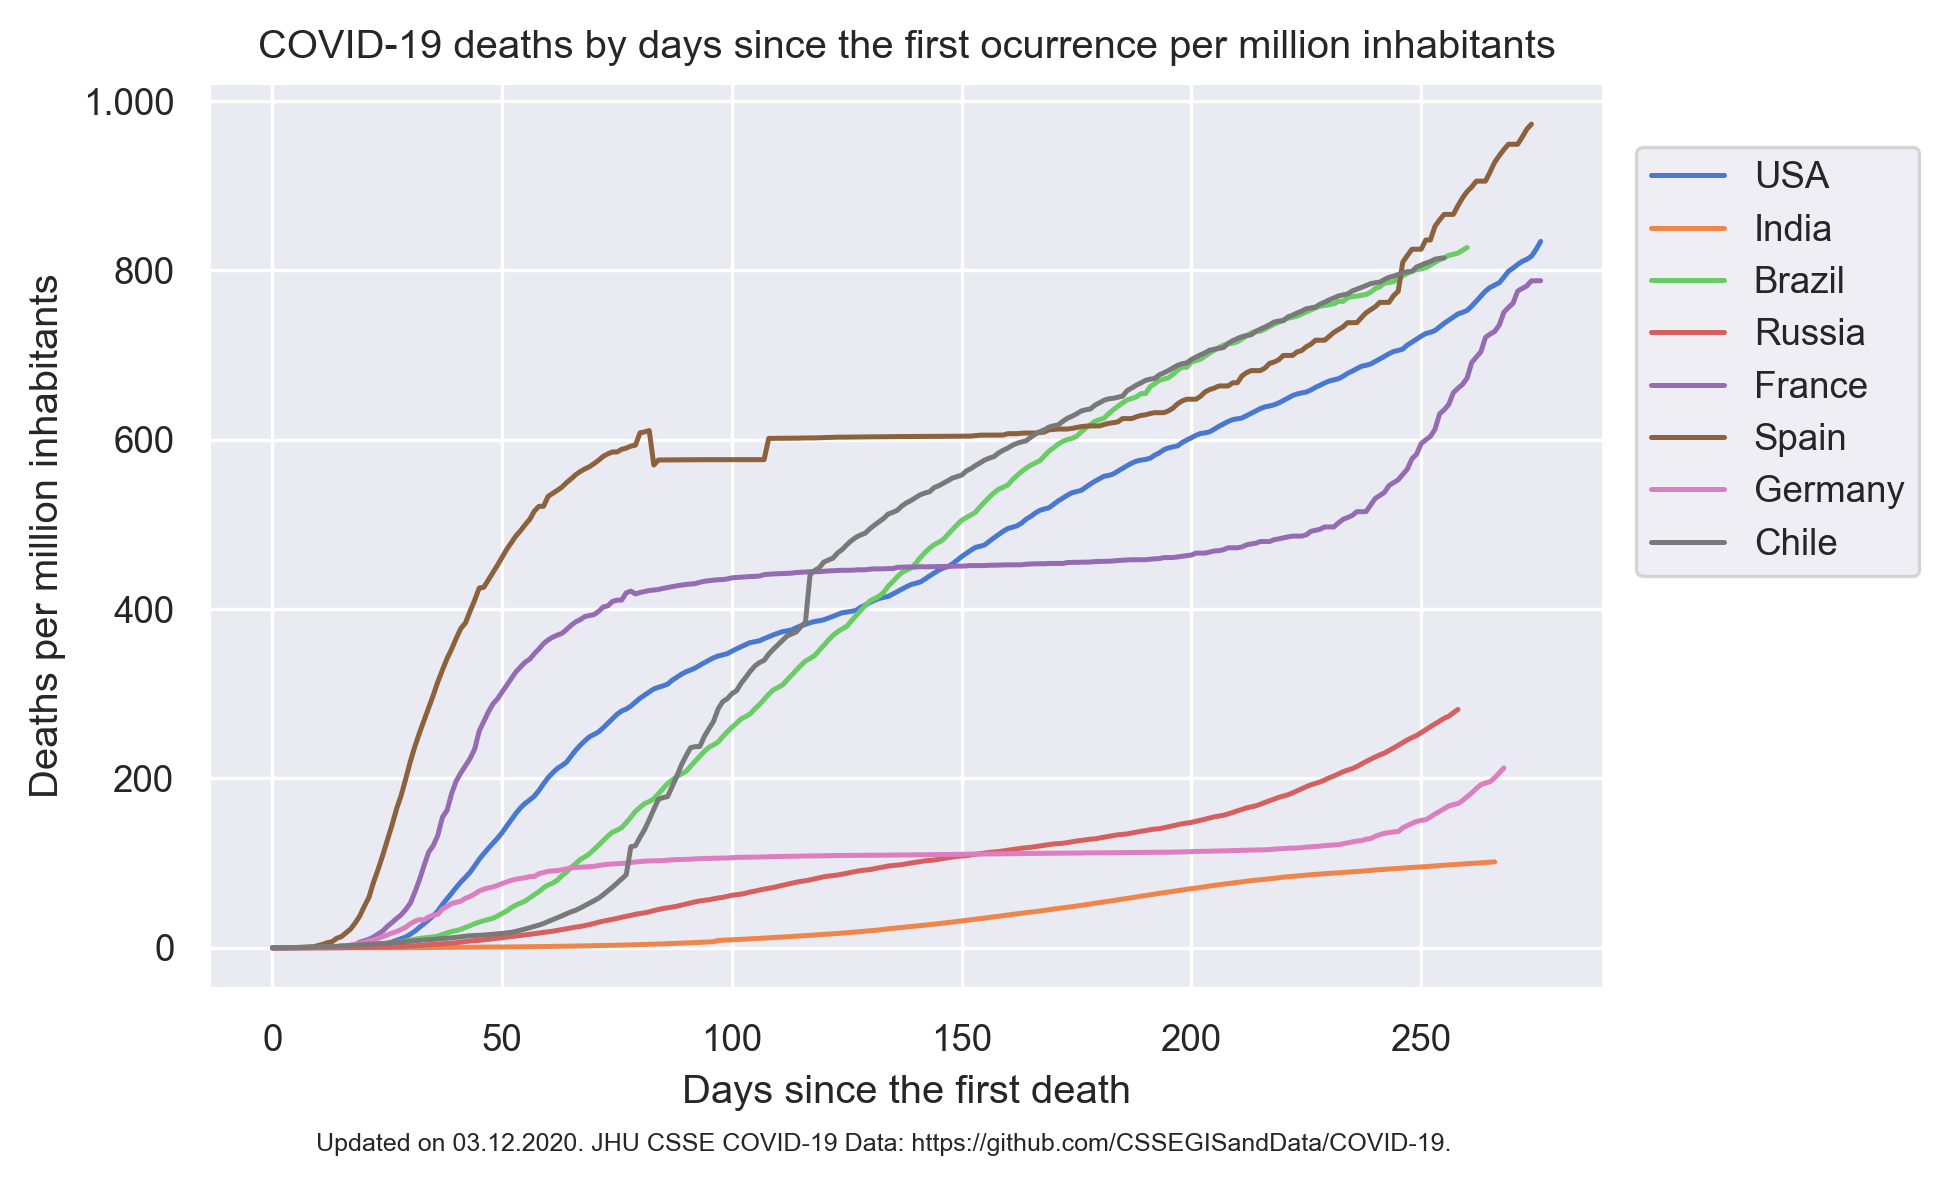 COVID-19 deaths by days since the first ocurrence per million inhabitants
1.000
800
600
400
200
0
Deaths per million inhabitants
0 50 100 150 200 250
Days since the first death
USA
India
Brazil
Russia
France
Spain
Germany
Chile
Updated on 03.12.2020. JHU CSSE COVID-19 Data: https://github.com/CSSEGISandData/COVID-19.